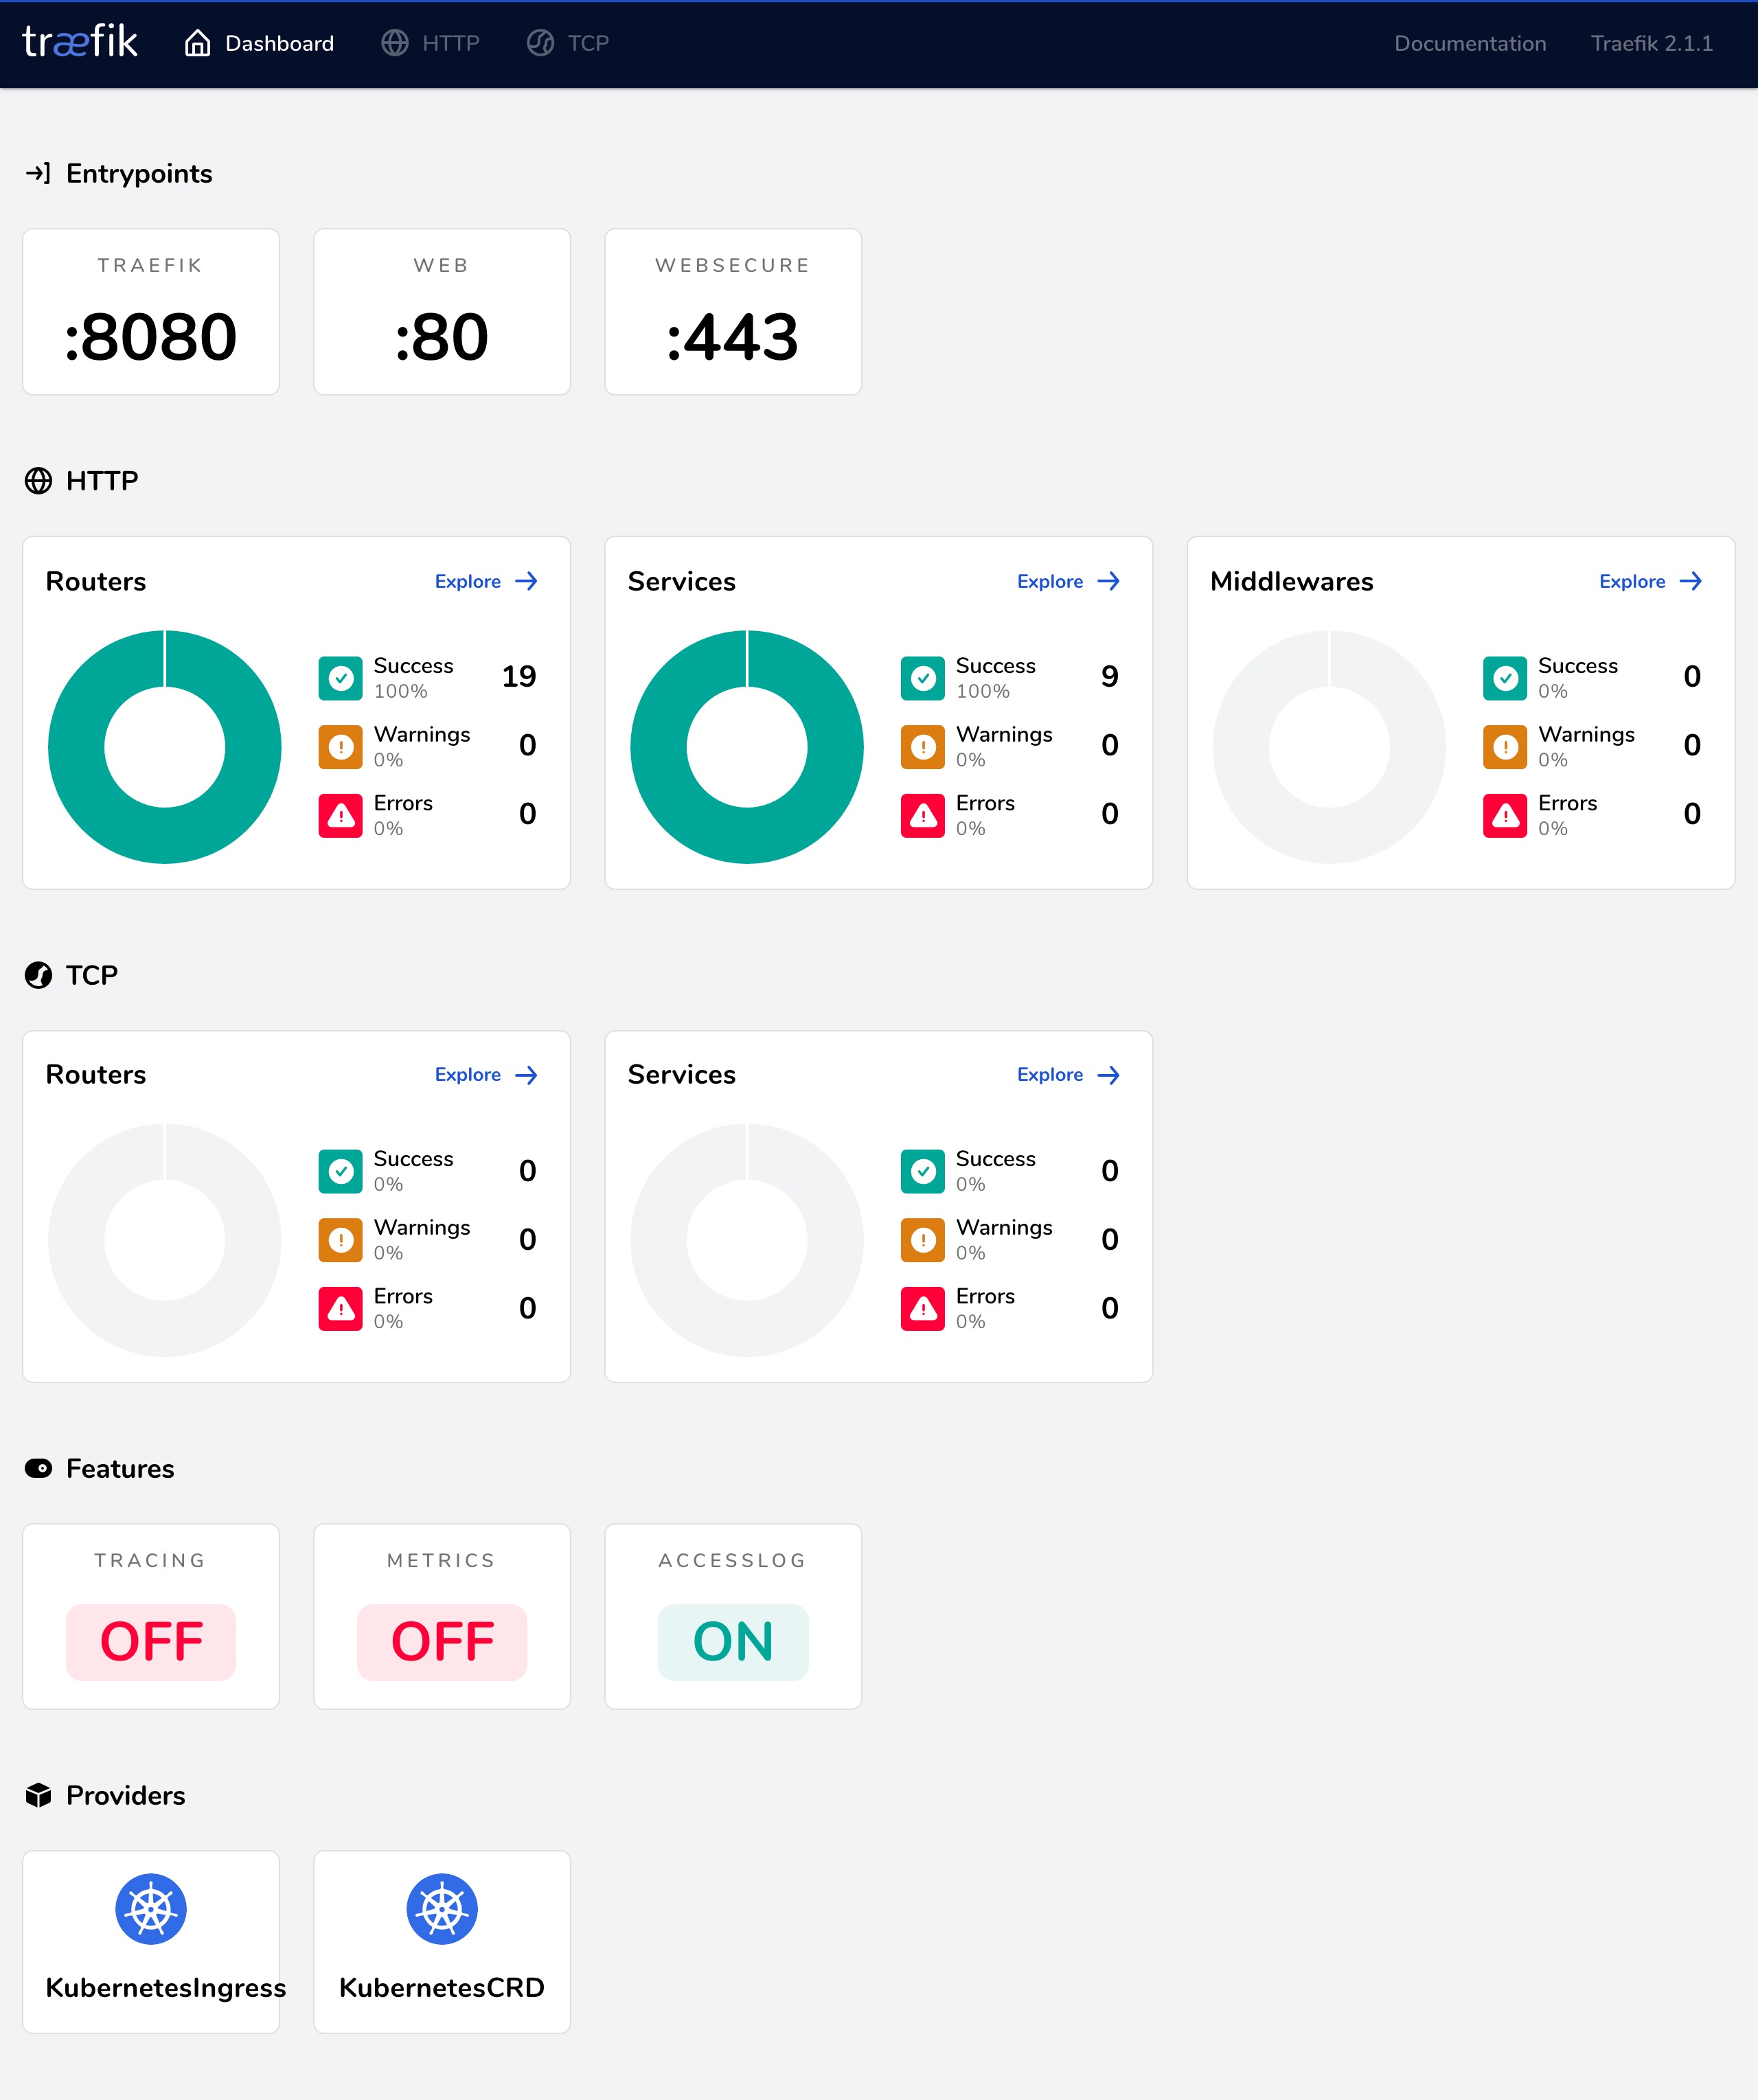 træfik Dashboard HTTP TCP Documentation Traefik 2.1.1
Entrypoints
TRAEFIK
:8080
WEB
:80
WEBSECURE
:443
HTTP
Routers Explore
Success 19
100%
Warnings 0
0%
Errors 0
0%
Services Explore
Success 9
100%
Warnings 0
0%
Errors 0
0%
Middlewares Explore
Success 0
0%
Warnings 0
0%
Errors 0
0%
TCP
Routers Explore
Success 0
0%
Warnings 0
0%
Errors 0
0%
Services Explore
Success 0
0%
Warnings 0
0%
Errors 0
0%
Features
TRACING
OFF
METRICS
OFF
ACCESSLOG
ON
Providers
KubernetesIngress
KubernetesCRD